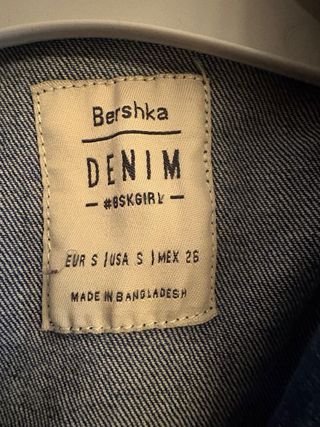 Bershka
DENIM
— #BSKGIRL —
EUR S | USA S | MEX 26
MADE IN BANGLADESH